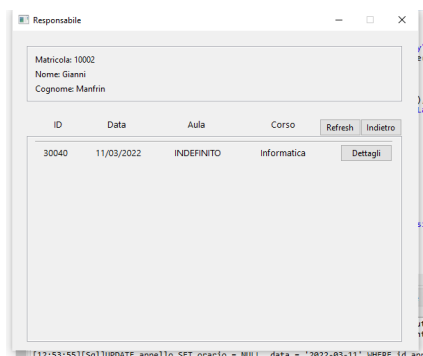 Responsabile
Matricola: 10002
Nome: Gianni
Cognome: Manfrin
ID Data Aula Corso Refresh Indietro
30040 11/03/2022 INDEFINITO Informatica Dettagli
[12:53:55][Sql]UPDATE appello SET orario = NULL, data = '2022-03-11' WHERE id